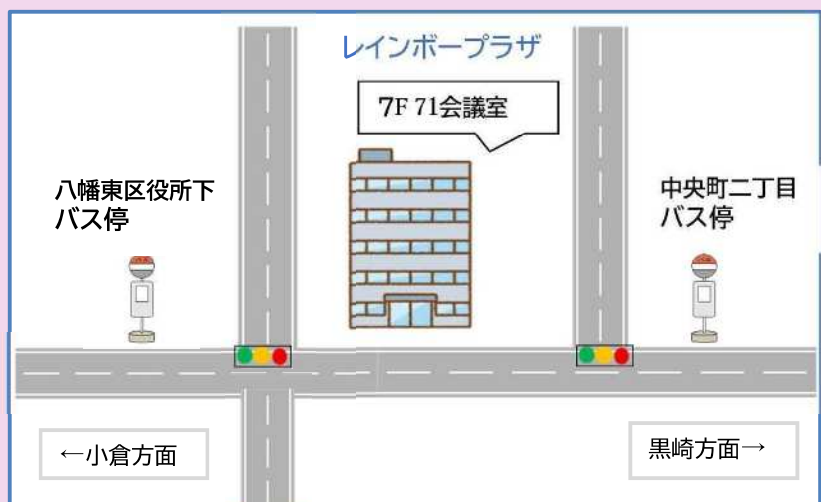 レインボープラザ
7F 71会議室
八幡東区役所下
バス停
中央町二丁目
バス停
←小倉方面
黒崎方面→